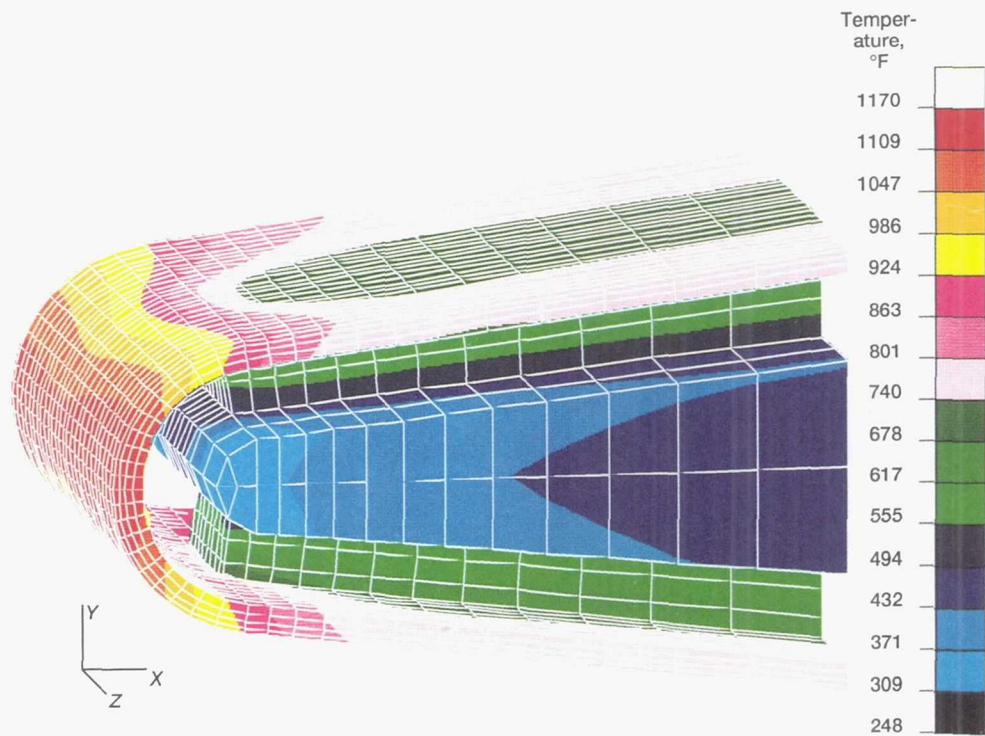 Temper-
ature,
°F
1170
1109
1047
986
924
863
801
740
678
617
555
494
432
371
309
248
Y
X
Z